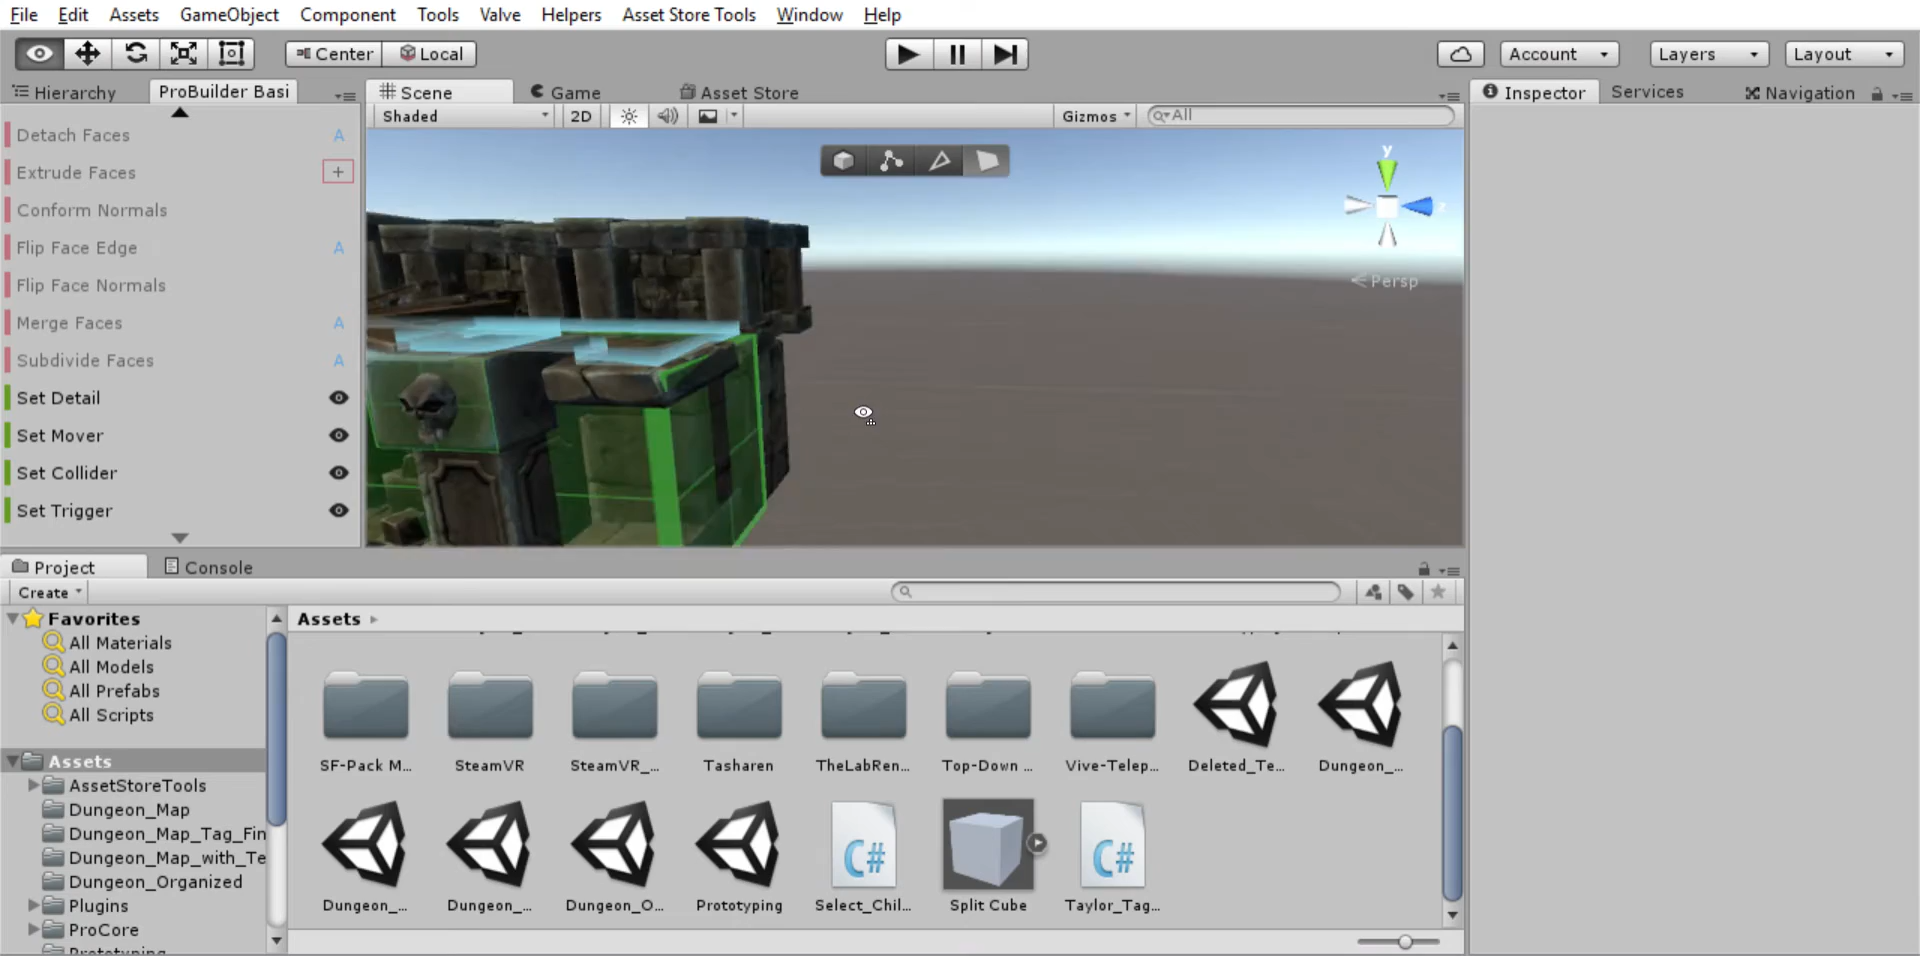 File Edit Assets GameObject Component Tools Valve Helpers Asset Store Tools Window Help
Center Local Account Layers Layout
Hierarchy ProBuilder Basi Scene Game Asset Store Inspector Services Navigation
Shaded 2D Gizmos All
Detach Faces A
Extrude Faces +
Conform Normals
Flip Face Edge A
Flip Face Normals
Merge Faces A
Subdivide Faces A
Set Detail
Set Mover
Set Collider
Set Trigger
y
z
Persp
Project Console
Create
Favorites
All Materials
All Models
All Prefabs
All Scripts
Assets
AssetStoreTools
Dungeon_Map
Dungeon_Map_Tag_Fin
Dungeon_Map_with_Te
Dungeon_Organized
Plugins
ProCore
Prototyping
Assets
SF-Pack M... SteamVR SteamVR_... Tasharen TheLabRen... Top-Down ... Vive-Telep... Deleted_Te... Dungeon_...
C# C#
Dungeon_... Dungeon_... Dungeon_O... Prototyping Select_Chil... Split Cube Taylor_Tag...